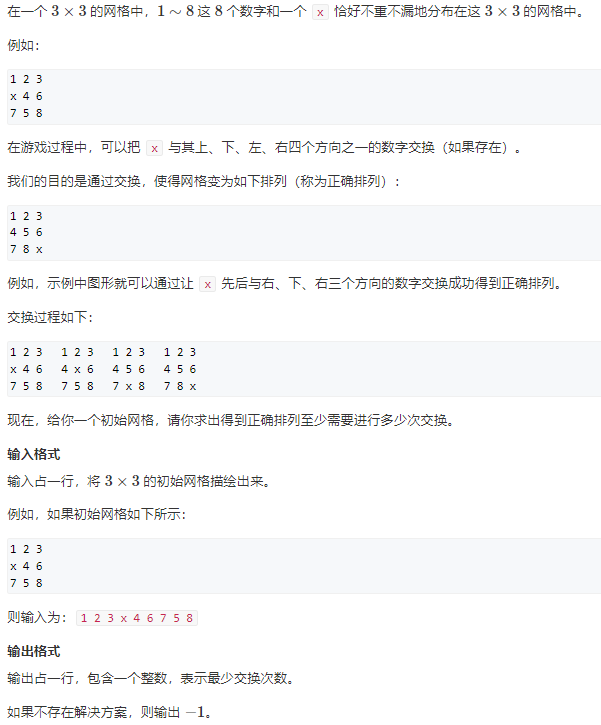 在一个 3 × 3 的网格中，1 ∼ 8 这 8 个数字和一个 x 恰好不重不漏地分布在这 3 × 3 的网格中。
例如：
1 2 3
x 4 6
7 5 8
在游戏过程中，可以把 x 与其上、下、左、右四个方向之一的数字交换（如果存在）。
我们的目的是通过交换，使得网格变为如下排列（称为正确排列）：
1 2 3
4 5 6
7 8 x
例如，示例中图形就可以通过让 x 先后与右、下、右三个方向的数字交换成功得到正确排列。
交换过程如下：
1 2 3   1 2 3   1 2 3   1 2 3
x 4 6   4 x 6   4 5 6   4 5 6
7 5 8   7 5 8   7 x 8   7 8 x
现在，给你一个初始网格，请你求出得到正确排列至少需要进行多少次交换。
输入格式
输入占一行，将 3 × 3 的初始网格描绘出来。
例如，如果初始网格如下所示：
1 2 3
x 4 6
7 5 8
则输入为： 1 2 3 x 4 6 7 5 8
输出格式
输出占一行，包含一个整数，表示最少交换次数。
如果不存在解决方案，则输出 −1。